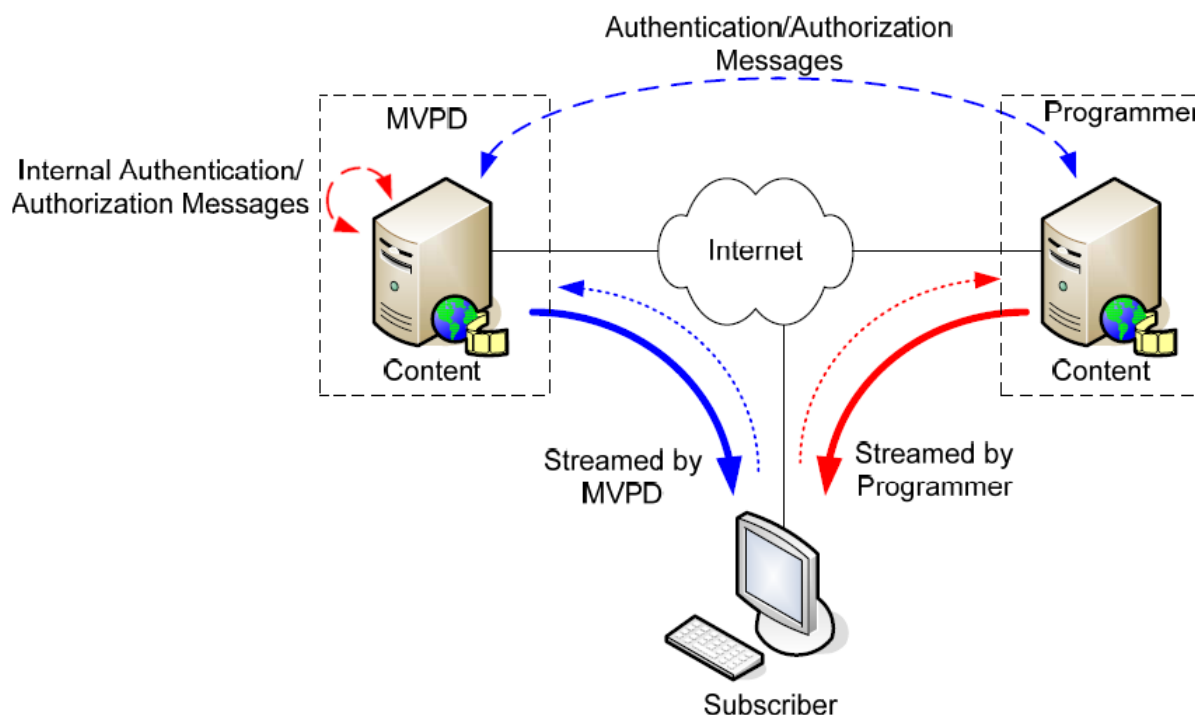 Authentication/Authorization
Messages
MVPD
Programmer
Internal Authentication/
Authorization Messages
Internet
Content
Content
Streamed by
MVPD
Streamed by
Programmer
Subscriber